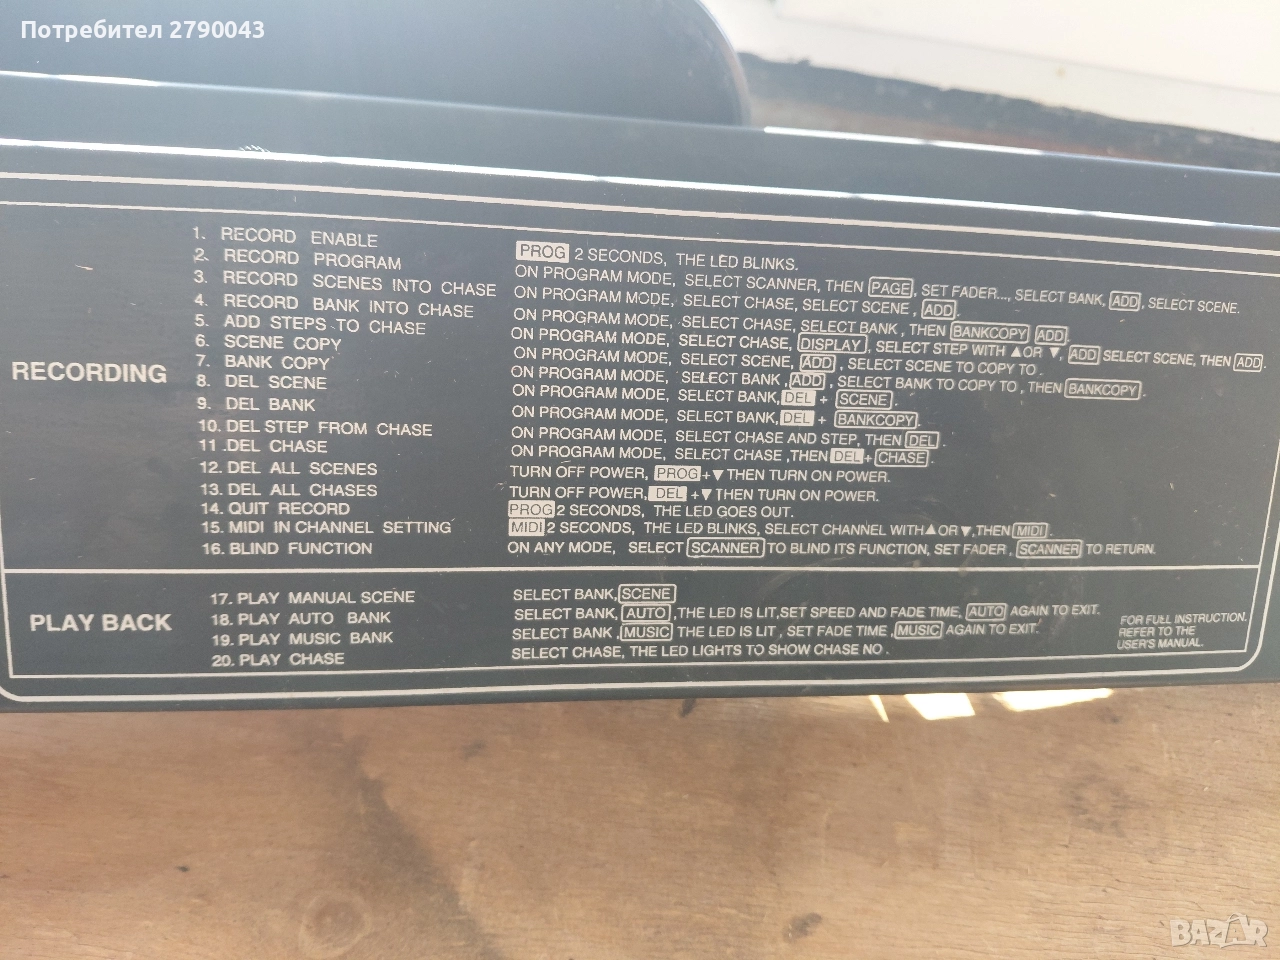 Потребител 2790043
RECORDING
1. RECORD ENABLE PROG 2 SECONDS, THE LED BLINKS.
2. RECORD PROGRAM ON PROGRAM MODE, SELECT SCANNER, THEN PAGE, SET FADER..., SELECT BANK, ADD, SELECT SCENE.
3. RECORD SCENES INTO CHASE ON PROGRAM MODE, SELECT CHASE, SELECT SCENE, ADD.
4. RECORD BANK INTO CHASE ON PROGRAM MODE, SELECT CHASE, SELECT BANK, THEN BANKCOPY ADD.
5. ADD STEPS TO CHASE ON PROGRAM MODE, SELECT CHASE, DISPLAY, SELECT STEP WITH ▲OR ▼, ADD SELECT SCENE, THEN ADD.
6. SCENE COPY ON PROGRAM MODE, SELECT SCENE, ADD, SELECT SCENE TO COPY TO.
7. BANK COPY ON PROGRAM MODE, SELECT BANK, ADD, SELECT BANK TO COPY TO, THEN BANKCOPY.
8. DEL SCENE ON PROGRAM MODE, SELECT BANK, DEL + SCENE.
9. DEL BANK ON PROGRAM MODE, SELECT BANK, DEL + BANKCOPY.
10. DEL STEP FROM CHASE ON PROGRAM MODE, SELECT CHASE AND STEP, THEN DEL.
11. DEL CHASE ON PROGRAM MODE, SELECT CHASE, THEN DEL + CHASE.
12. DEL ALL SCENES TURN OFF POWER, PROG +▼ THEN TURN ON POWER.
13. DEL ALL CHASES TURN OFF POWER, DEL +▼ THEN TURN ON POWER.
14. QUIT RECORD PROG 2 SECONDS, THE LED GOES OUT.
15. MIDI IN CHANNEL SETTING MIDI 2 SECONDS, THE LED BLINKS, SELECT CHANNEL WITH ▲ OR ▼, THEN MIDI.
16. BLIND FUNCTION ON ANY MODE, SELECT SCANNER TO BLIND ITS FUNCTION, SET FADER, SCANNER TO RETURN.
PLAY BACK
17. PLAY MANUAL SCENE SELECT BANK, SCENE
18. PLAY AUTO BANK SELECT BANK, AUTO, THE LED IS LIT, SET SPEED AND FADE TIME, AUTO AGAIN TO EXIT.
19. PLAY MUSIC BANK SELECT BANK, MUSIC THE LED IS LIT, SET FADE TIME, MUSIC AGAIN TO EXIT.
20. PLAY CHASE SELECT CHASE, THE LED LIGHTS TO SHOW CHASE NO.
FOR FULL INSTRUCTION.
REFER TO THE
USER'S MANUAL.
BAZAR